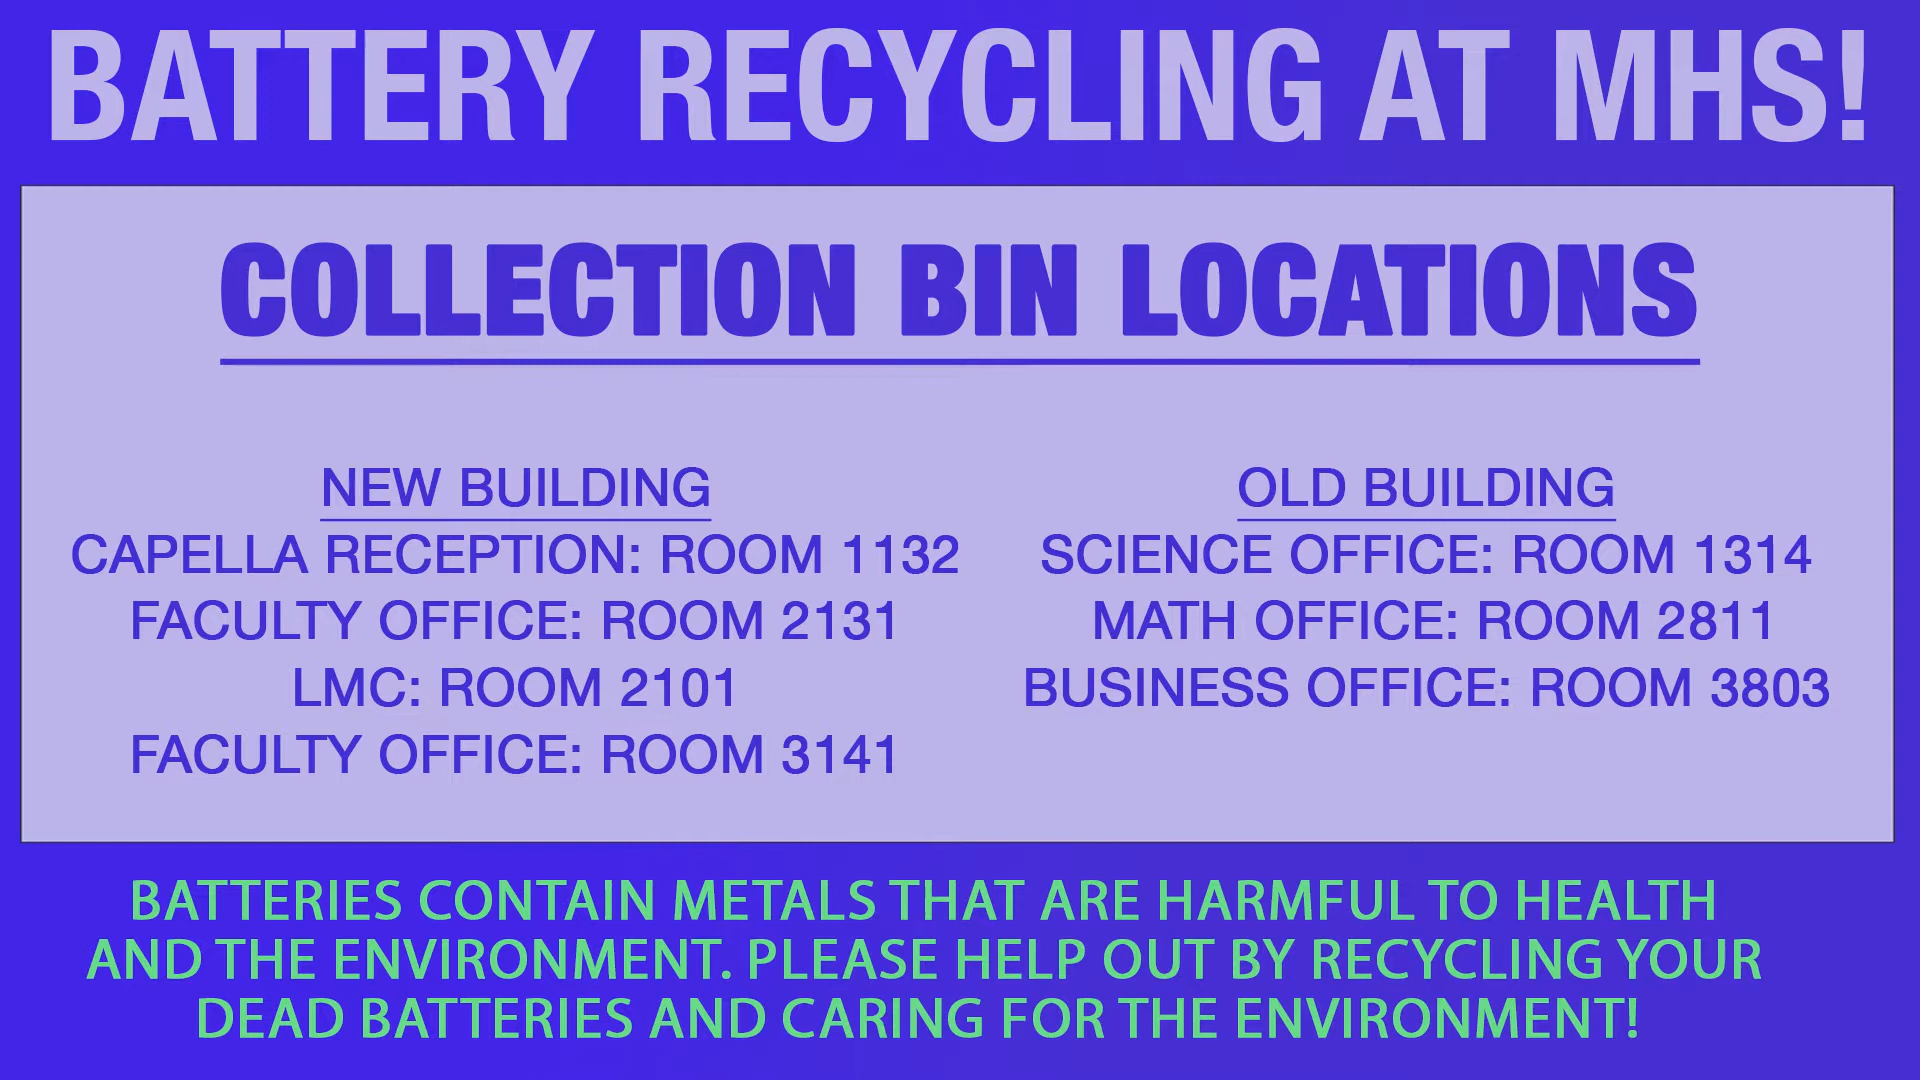 BATTERY RECYCLING AT MHS!
COLLECTION BIN LOCATIONS
NEW BUILDING
CAPELLA RECEPTION: ROOM 1132
FACULTY OFFICE: ROOM 2131
LMC: ROOM 2101
FACULTY OFFICE: ROOM 3141
OLD BUILDING
SCIENCE OFFICE: ROOM 1314
MATH OFFICE: ROOM 2811
BUSINESS OFFICE: ROOM 3803
BATTERIES CONTAIN METALS THAT ARE HARMFUL TO HEALTH
AND THE ENVIRONMENT. PLEASE HELP OUT BY RECYCLING YOUR
DEAD BATTERIES AND CARING FOR THE ENVIRONMENT!